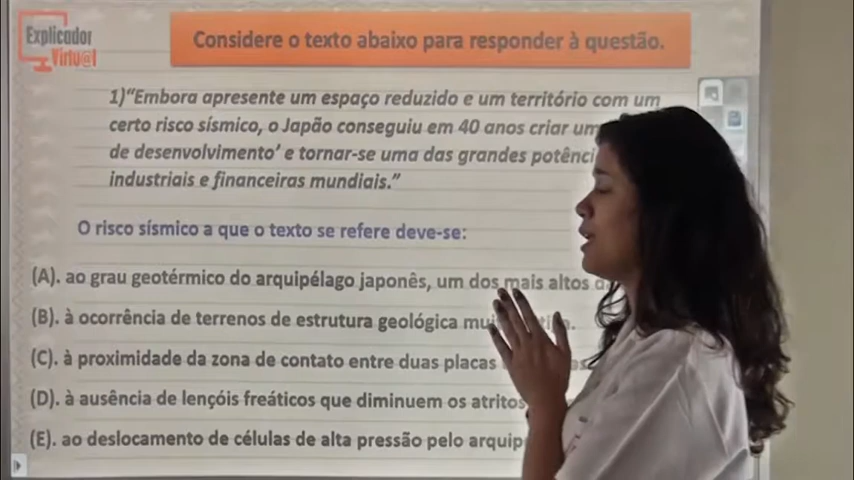 Explicador
Virtu@l
Considere o texto abaixo para responder à questão.
1)"Embora apresente um espaço reduzido e um território com um
certo risco sísmico, o Japão conseguiu em 40 anos criar um
de desenvolvimento' e tornar-se uma das grandes
industriais e financeiras mundiais."
O risco sísmico a que o texto se refere deve-se:
(A). ao grau geotérmico do arquipélago japonês, um dos mais altos
(B). à ocorrência de terrenos de estrutura geológica
(C). à proximidade da zona de contato entre duas placas
(D). à ausência de lençóis freáticos que diminuem os atritos
(E). ao deslocamento de células de alta pressão pelo